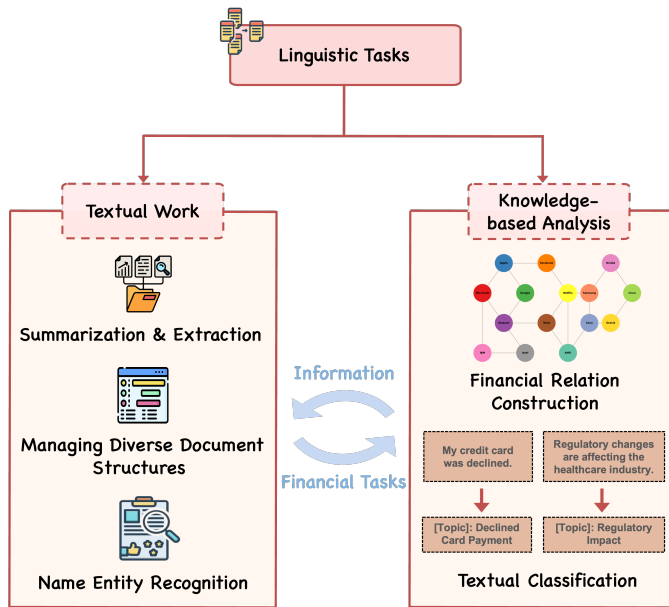 Linguistic Tasks
Textual Work
Summarization & Extraction
Managing Diverse Document
Structures
Name Entity Recognition
Information
Financial Tasks
Knowledge-
based Analysis
Financial Relation
Construction
My credit card
was declined.
Regulatory changes
are affecting the
healthcare industry.
[Topic]: Declined
Card Payment
[Topic]: Regulatory
Impact
Textual Classification